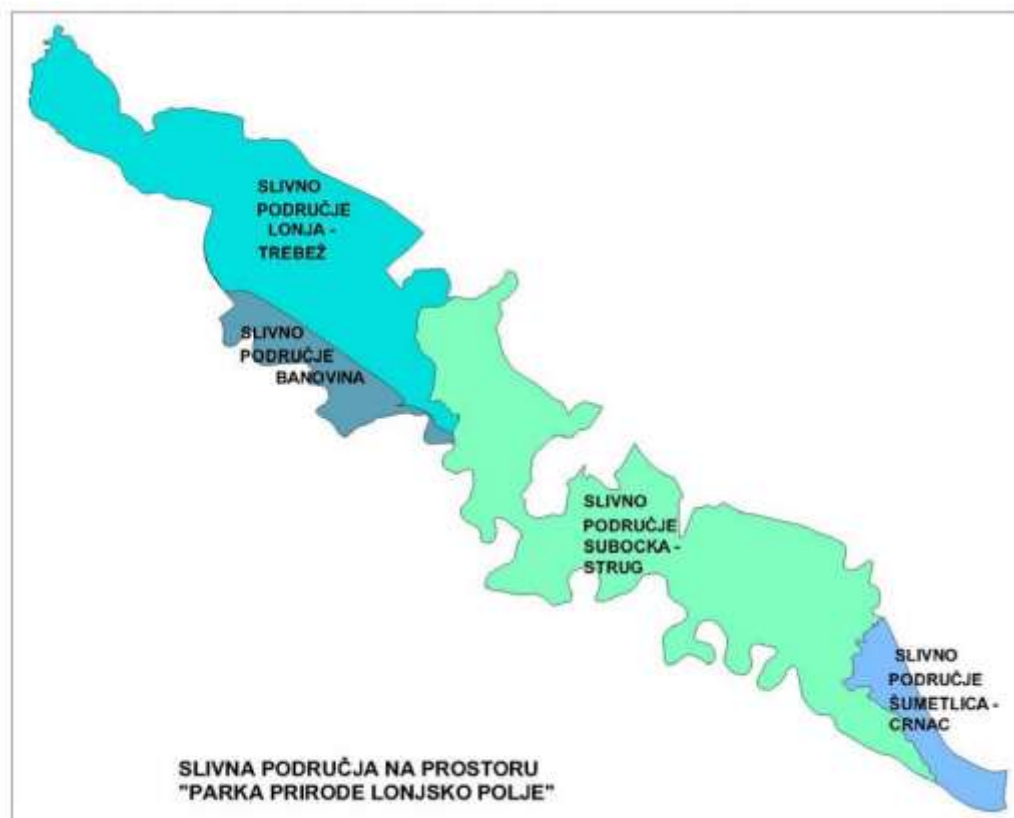 SLIVNO
PODRUČJE
LONJA -
TREBEŽ
SLIVNO
PODRUČJE
BANOVINA
SLIVNO
PODRUČJE
SUBOCKA -
STRUG
SLIVNO
PODRUČJE
ŠUMETLICA -
CRNAC
SLIVNA PODRUČJA NA PROSTORU
"PARKA PRIRODE LONJSKO POLJE"